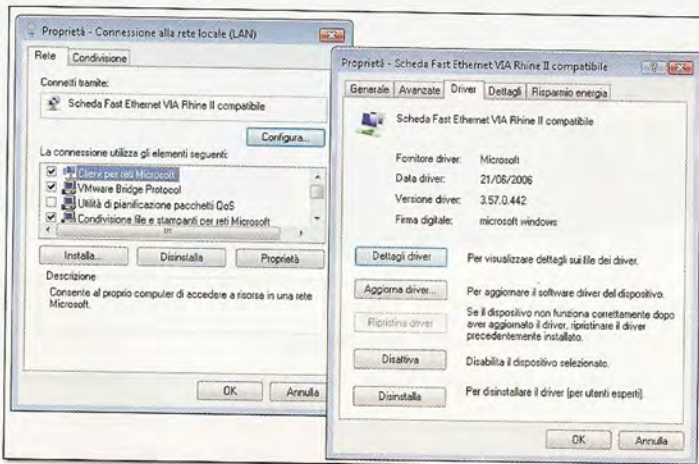 Proprietà - Connessione alla rete locale (LAN)
Rete
Condivisione
Connetti tramite:
Scheda Fast Ethernet VIA Rhine II compatibile
Configura...
La connessione utilizza gli elementi seguenti:
Client per reti Microsoft
VMware Bridge Protocol
Utilità di pianificazione pacchetti QoS
Condivisione file e stampanti per reti Microsoft
Installa...
Disinstalla
Proprietà
Descrizione
Consente al proprio computer di accedere a risorse in una rete
Microsoft.
OK
Annulla
Proprietà - Scheda Fast Ethernet VIA Rhine II compatibile
Generale
Avanzate
Driver
Dettagli
Risparmio energia
Scheda Fast Ethernet VIA Rhine II compatibile
Fornitore driver: Microsoft
Data driver: 21/06/2006
Versione driver: 3.57.0.442
Firma digitale: microsoft windows
Dettagli driver
Per visualizzare dettagli sui file dei driver.
Aggiorna driver...
Per aggiornare il software driver del dispositivo.
Ripristina driver
Se il dispositivo non funziona correttamente dopo
aver aggiornato il driver, ripristinare il driver
precedentemente installato.
Disattiva
Disabilita il dispositivo selezionato.
Disinstalla
Per disinstallare il driver (per utenti esperti).
OK
Annulla